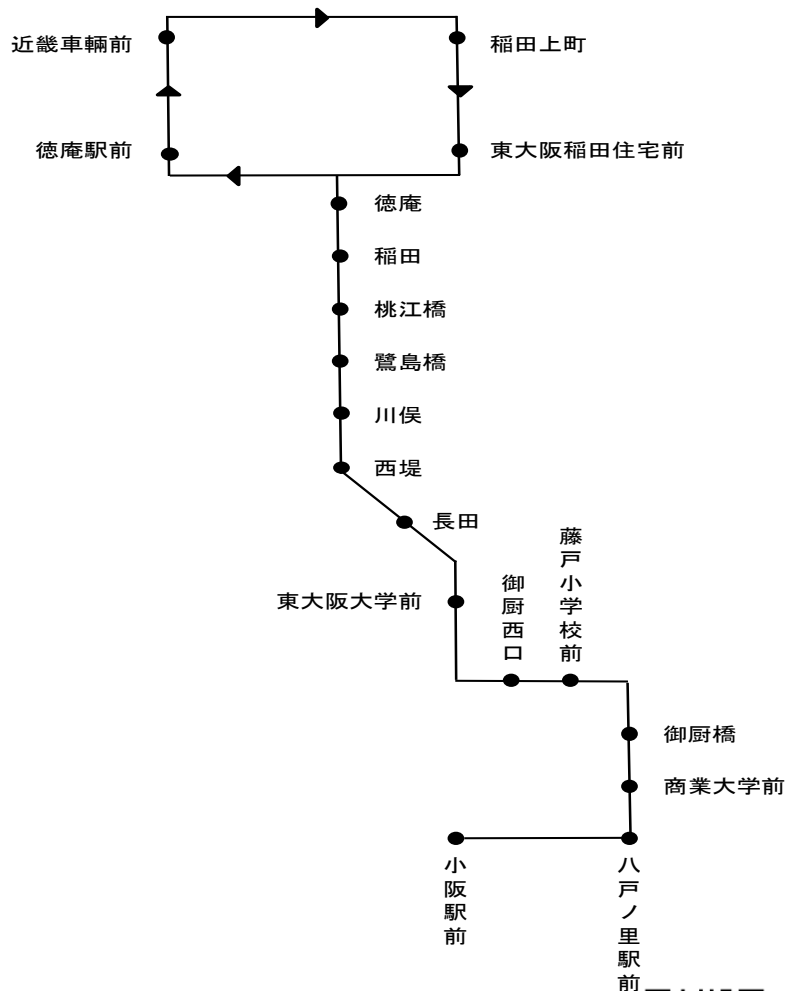 近畿車輛前
稲田上町
徳庵駅前
東大阪稲田住宅前
徳庵
稲田
桃江橋
鷺島橋
川俣
西堤
長田
東大阪大学前
御厨西口
藤戸小学校前
御厨橋
商業大学前
小阪駅前
八戸ノ里駅前